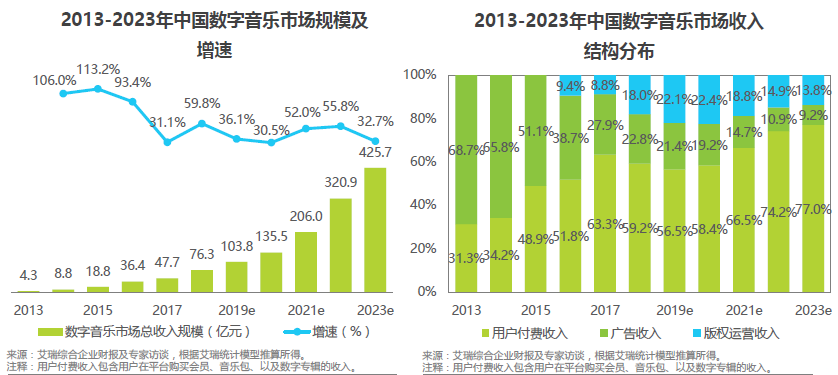 2013-2023年中国数字音乐市场规模及
增速
106.0%
113.2%
93.4%
31.1%
59.8%
36.1%
30.5%
52.0%
55.8%
32.7%
4.3
8.8
18.8
36.4
47.7
76.3
103.8
135.5
206.0
320.9
425.7
2013 2015 2017 2019e 2021e 2023e
数字音乐市场总收入规模（亿元） 增速（%）
来源：艾瑞综合企业财报及专家访谈，根据艾瑞统计模型推算所得。
注释：用户付费收入包含用户在平台购买会员、音乐包、以及数字专辑的收入。
2013-2023年中国数字音乐市场收入
结构分布
100%
80%
60%
40%
20%
0%
9.4% 8.8% 18.0% 22.1% 22.4% 18.8% 14.9% 13.8%
68.7% 65.8% 51.1% 38.7% 27.9% 22.8% 21.4% 19.2% 14.7% 10.9% 9.2%
31.3% 34.2% 48.9% 51.8% 63.3% 59.2% 56.5% 58.4% 66.5% 74.2% 77.0%
2013 2015 2017 2019e 2021e 2023e
用户付费收入 广告收入 版权运营收入
来源：艾瑞综合企业财报及专家访谈，根据艾瑞统计模型推算所得。
注释：用户付费收入包含用户在平台购买会员、音乐包、以及数字专辑的收入。